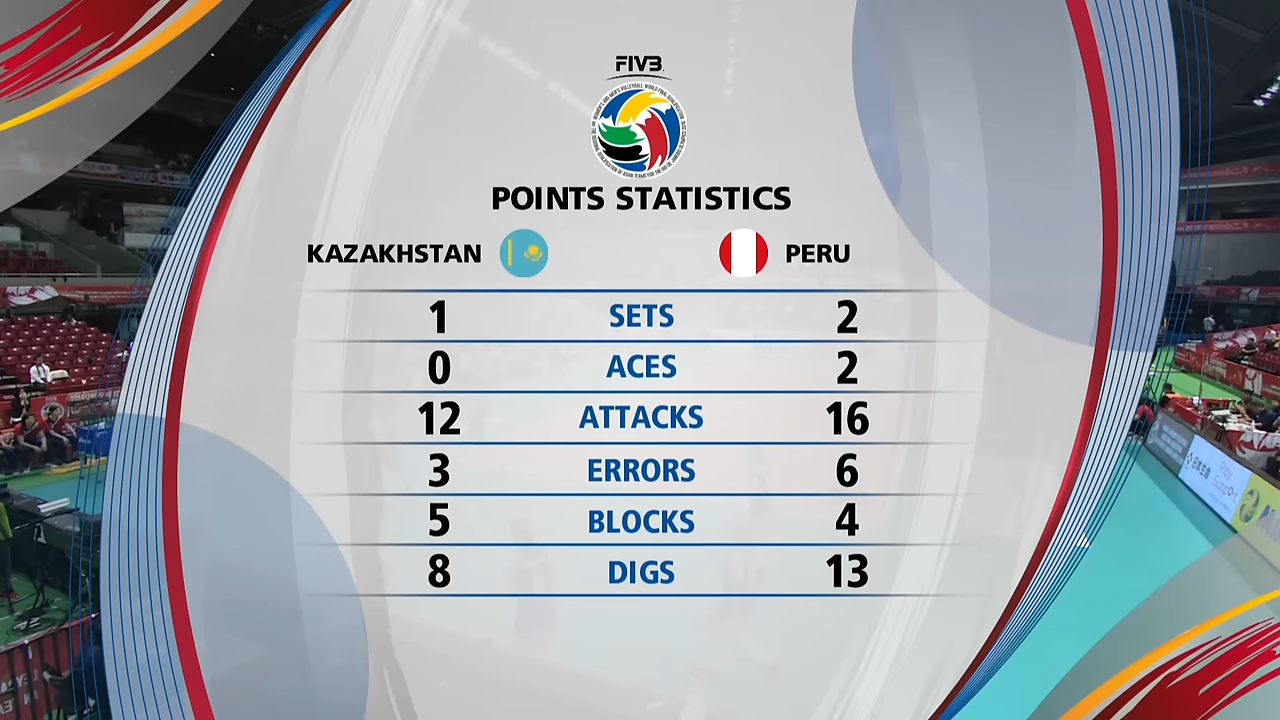 FIVB
POINTS STATISTICS
KAZAKHSTAN PERU
1 SETS 2
0 ACES 2
12 ATTACKS 16
3 ERRORS 6
5 BLOCKS 4
8 DIGS 13